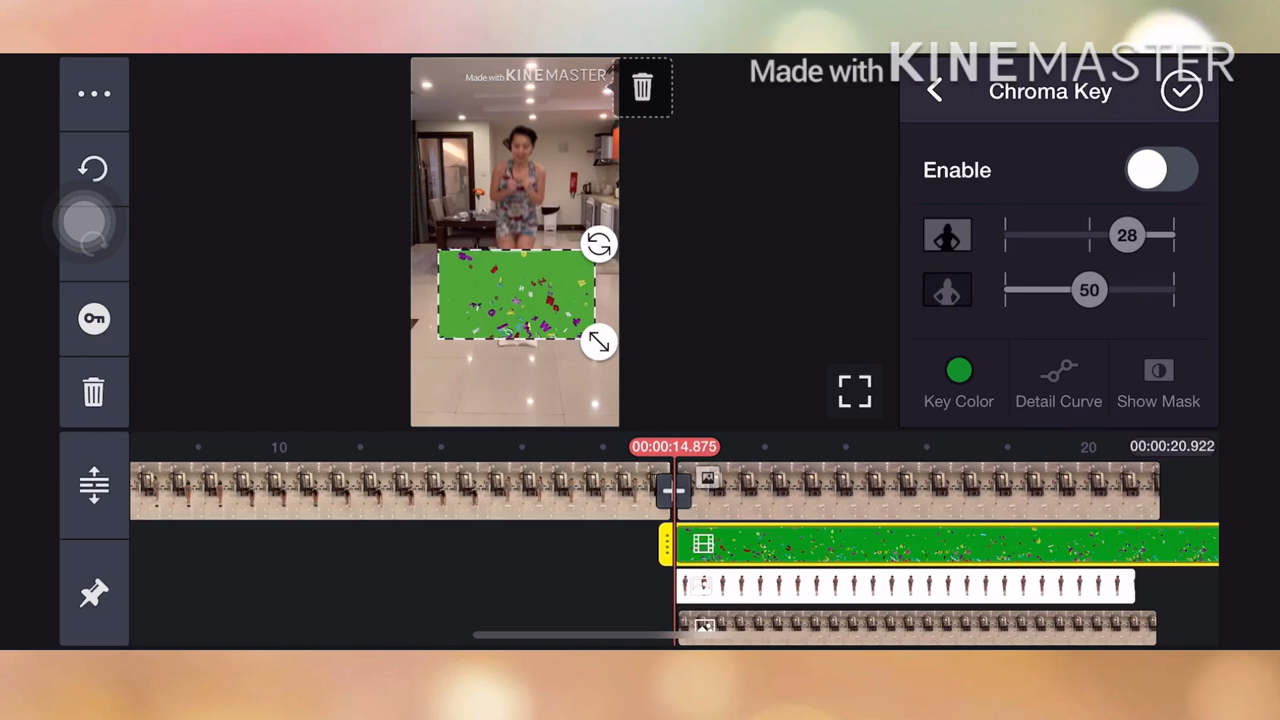 Made with KINEMASTER
Made with KINEMASTER
Chroma Key
Enable
28
50
Key Color
Detail Curve
Show Mask
10
00:00:14.875
20
00:00:20.922